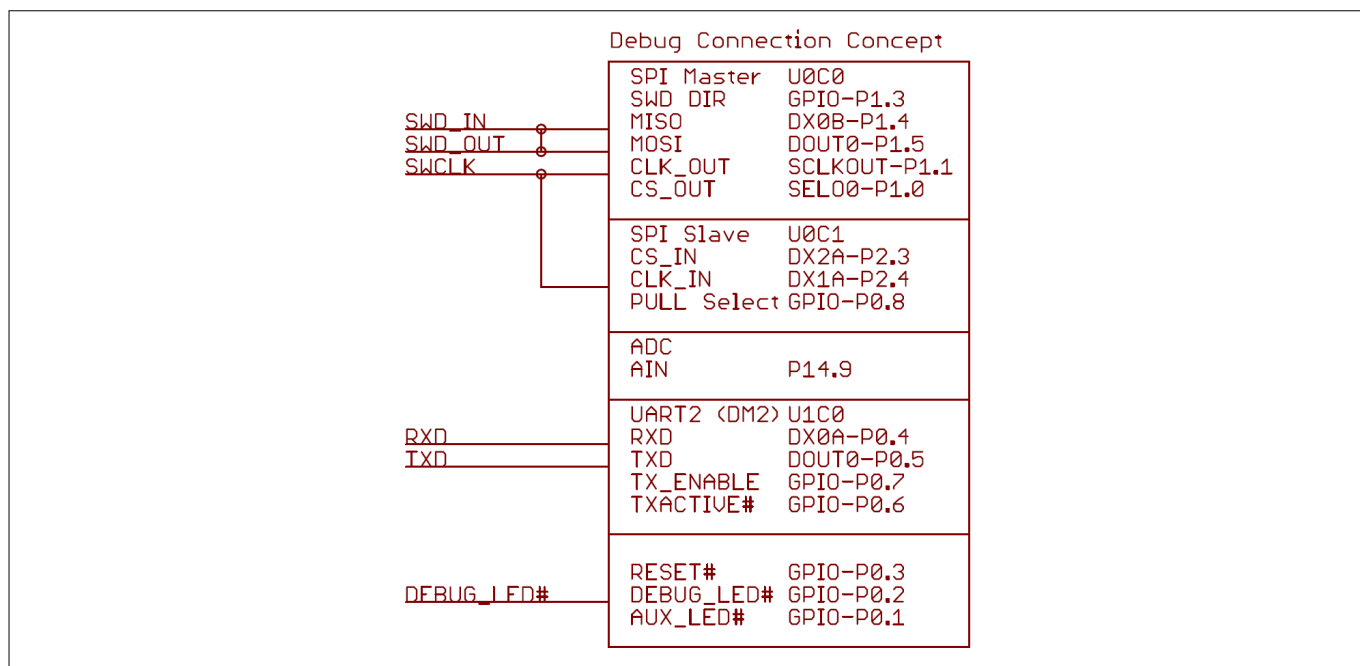 Debug Connection Concept
SPI Master U0C0
SWD DIR GPIO-P1.3
SWD_IN MISO DX0B-P1.4
SWD_OUT MOSI DOUT0-P1.5
SWCLK CLK_OUT SCLKOUT-P1.1
CS_OUT SELO0-P1.0
SPI Slave U0C1
CS_IN DX2A-P2.3
CLK_IN DX1A-P2.4
PULL Select GPIO-P0.8
ADC
AIN P14.9
UART2 (DM2) U1C0
RXD RXD DX0A-P0.4
TXD TXD DOUT0-P0.5
TX_ENABLE GPIO-P0.7
TXACTIVE# GPIO-P0.6
RESET# GPIO-P0.3
DEBUG_LED# DEBUG_LED# GPIO-P0.2
AUX_LED# GPIO-P0.1